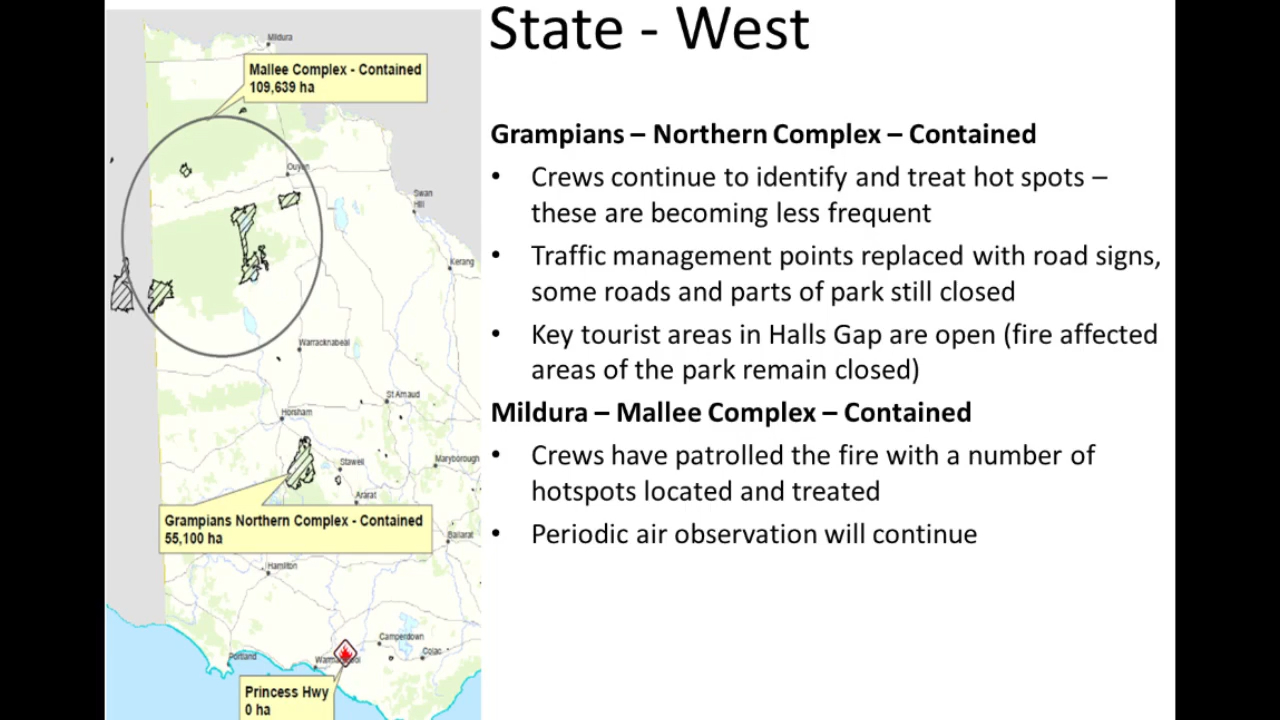 State - West
Mildura
Mallee Complex - Contained
109,639 ha
Ouyen
Swan
Hill
Kerang
Warracknabeal
St Arnaud
Horsham
Maryborough
Stawell
Ararat
Grampians Northern Complex - Contained
55,100 ha
Ballarat
Hamilton
Camperdown
Colac
Portland
Warrnambool
Princess Hwy
0 ha
Grampians – Northern Complex – Contained
• Crews continue to identify and treat hot spots –
these are becoming less frequent
• Traffic management points replaced with road signs,
some roads and parts of park still closed
• Key tourist areas in Halls Gap are open (fire affected
areas of the park remain closed)
Mildura – Mallee Complex – Contained
• Crews have patrolled the fire with a number of
hotspots located and treated
• Periodic air observation will continue